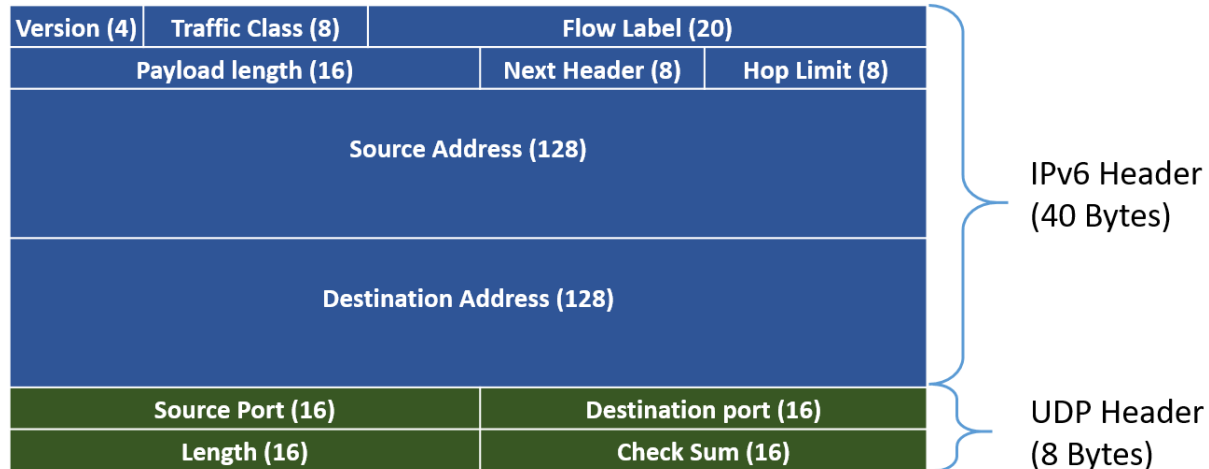 Version (4) Traffic Class (8) Flow Label (20)
Payload length (16) Next Header (8) Hop Limit (8)
Source Address (128)
IPv6 Header
(40 Bytes)
Destination Address (128)
Source Port (16) Destination port (16)
Length (16) Check Sum (16)
UDP Header
(8 Bytes)